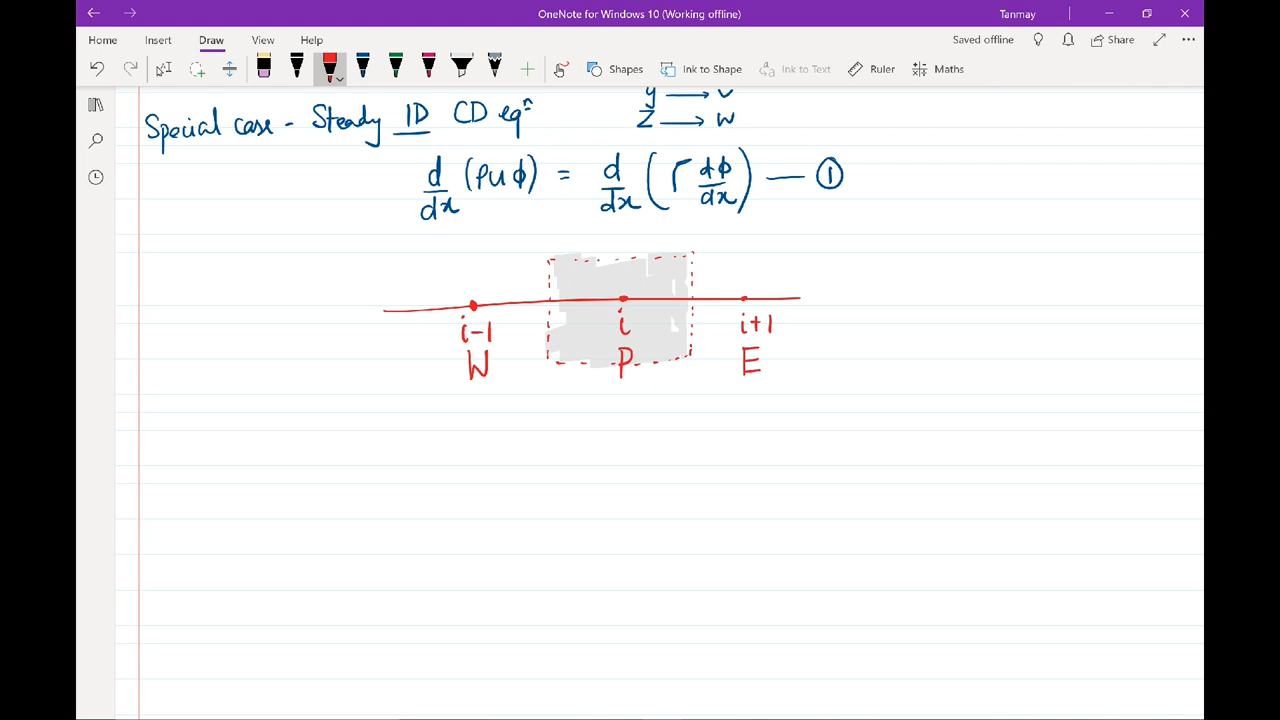 OneNote for Windows 10 (Working offline)
Tanmay
Home Insert Draw View Help
Saved offline
Share
Shapes
Ink to Shape
Ink to Text
Ruler
Maths
y → v
Special case - Steady 1D CD eqⁿ
z → w
d/dx (ρuϕ) = d/dx (Γ dϕ/dx) — ①
i-1 i i+1
W P E